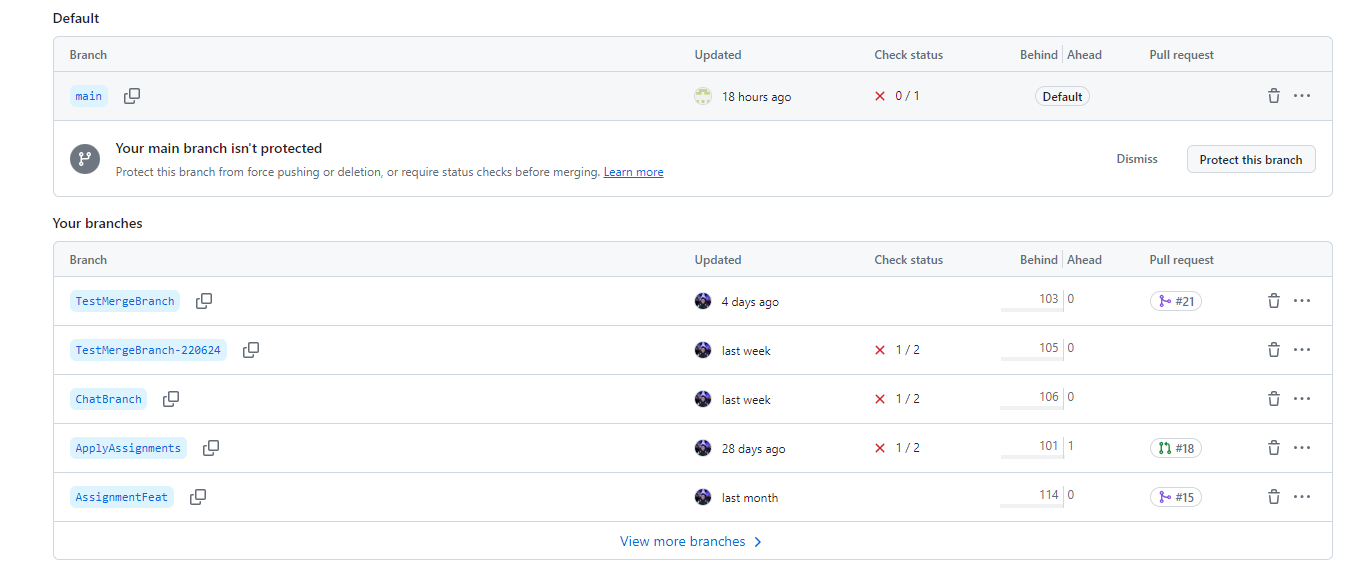 Default
Branch Updated Check status Behind Ahead Pull request
main 18 hours ago 0 / 1 Default
Your main branch isn't protected
Protect this branch from force pushing or deletion, or require status checks before merging. Learn more
Dismiss Protect this branch
Your branches
Branch Updated Check status Behind Ahead Pull request
TestMergeBranch 4 days ago 103 0 #21
TestMergeBranch-220624 last week 1 / 2 105 0
ChatBranch last week 1 / 2 106 0
ApplyAssignments 28 days ago 1 / 2 101 1 #18
AssignmentFeat last month 114 0 #15
View more branches